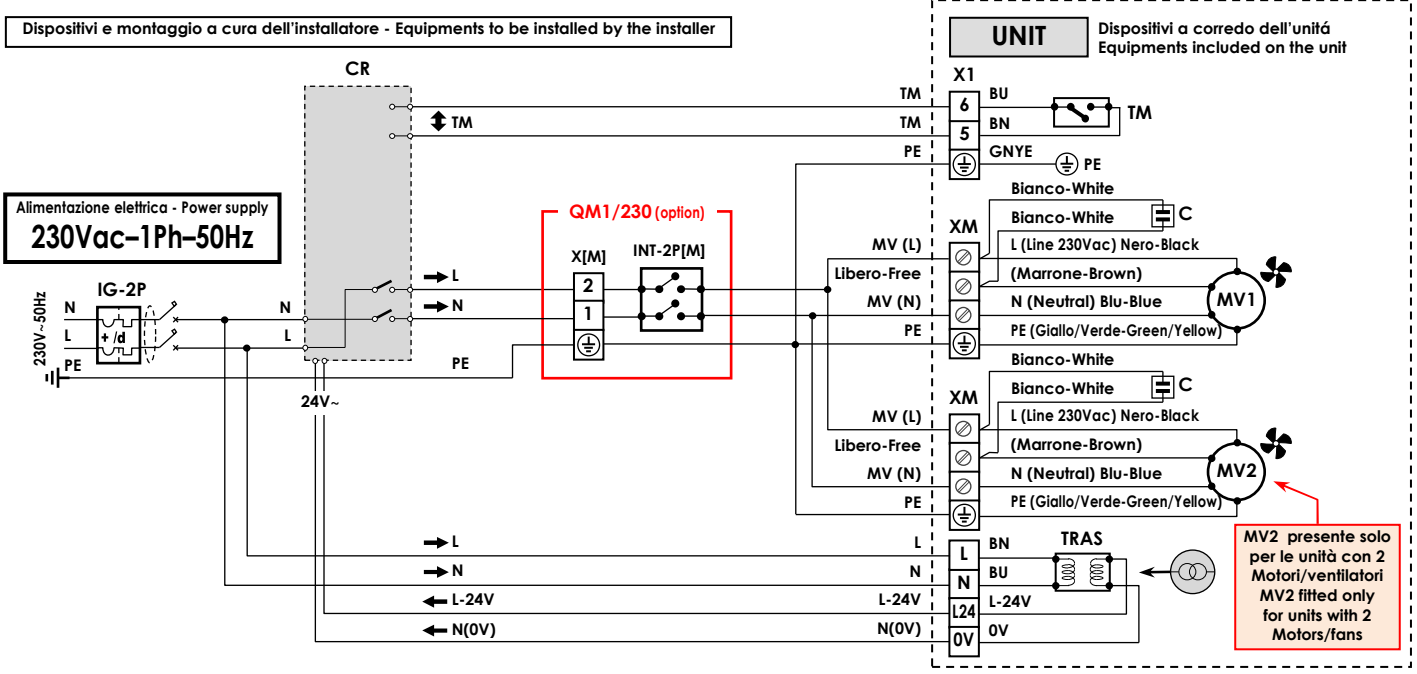 Dispositivi e montaggio a cura dell'installatore - Equipments to be installed by the installer
UNIT
Dispositivi a corredo dell'unitá
Equipments included on the unit
CR
X1
TM
6
BU
TM
TM
TM
5
BN
PE
GNYE
PE
Alimentazione elettrica - Power supply
230Vac–1Ph–50Hz
QM1/230 (option)
X[M]
INT-2P[M]
2
1
L
N
IG-2P
230V~50Hz
N
L
PE
+ /d
N
L
PE
24V~
XM
Bianco-White
Bianco-White
C
MV (L)
L (Line 230Vac) Nero-Black
Libero-Free
(Marrone-Brown)
MV (N)
N (Neutral) Blu-Blue
PE
PE (Giallo/Verde-Green/Yellow)
MV1
XM
Bianco-White
Bianco-White
C
MV (L)
L (Line 230Vac) Nero-Black
Libero-Free
(Marrone-Brown)
MV (N)
N (Neutral) Blu-Blue
PE
PE (Giallo/Verde-Green/Yellow)
MV2
MV2 presente solo
per le unità con 2
Motori/ventilatori
MV2 fitted only
for units with 2
Motors/fans
L
L
L
BN
TRAS
N
N
N
BU
L-24V
L-24V
L24
L-24V
N(0V)
N(0V)
0V
0V